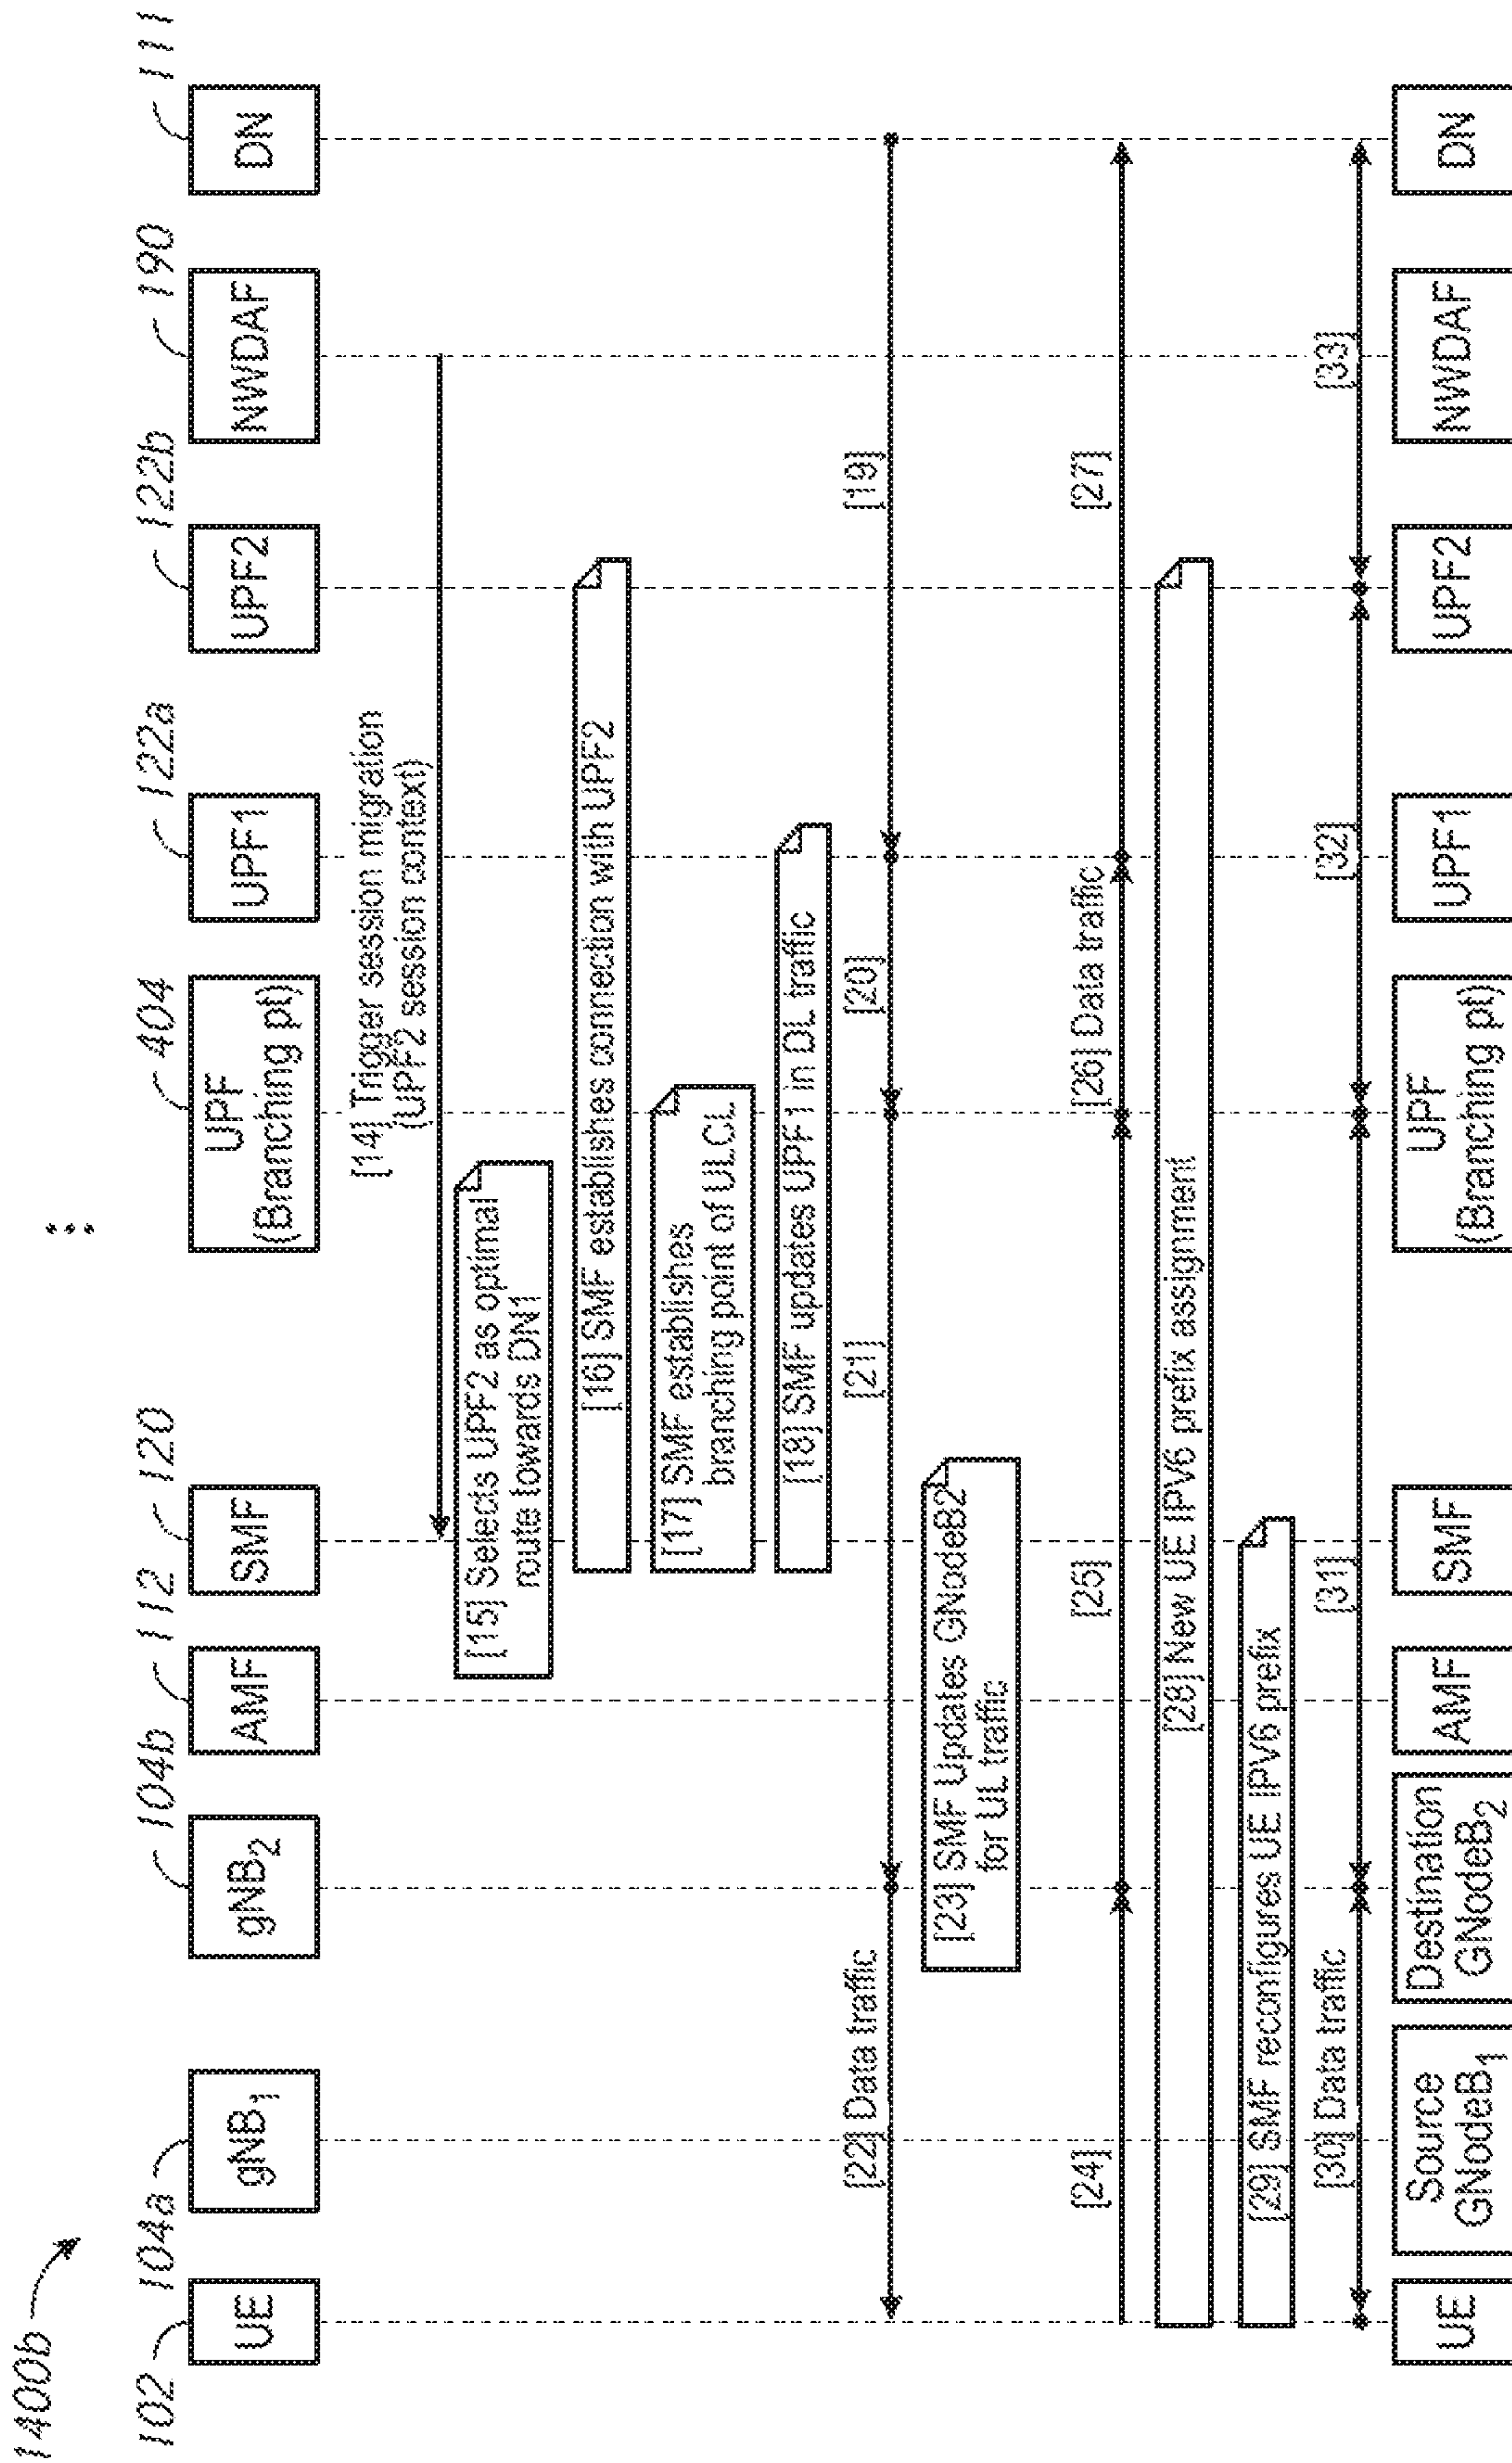 1400b
102
104a
104b
112
120
404
122a
122b
190
111
UE
gNB1
gNB2
AMF
SMF
UPF
(Branching pt)
UPF1
UPF2
NWDAF
DN
[14] Trigger session migration
(UPF2 session context)
[15] Selects UPF2 as optimal
route towards DN1
[16] SMF establishes connection with UPF2
[17] SMF establishes
branching point of ULCL
[18] SMF updates UPF1 in DL traffic
[22] Data traffic
[21]
[20]
[19]
[23] SMF Updates GNodeB2
for UL traffic
[24]
[25]
[26] Data traffic
[27]
[28] New UE IPV6 prefix assignment
[29] SMF reconfigures UE IPV6 prefix
[30] Data traffic
[31]
[32]
[33]
UE
Source
GNodeB1
Destination
GNodeB2
AMF
SMF
UPF
(Branching pt)
UPF1
UPF2
NWDAF
DN